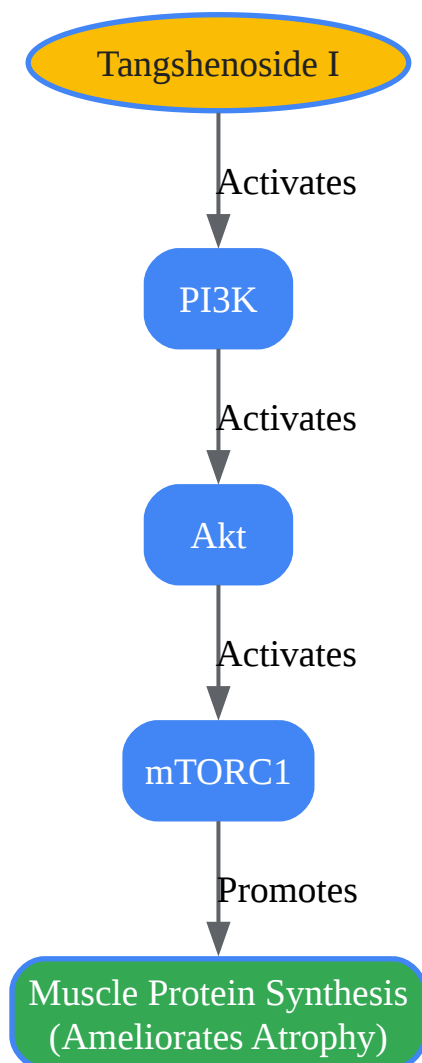 Tangshenoside I
Activates
PI3K
Activates
Akt
Activates
mTORC1
Promotes
Muscle Protein Synthesis
(Ameliorates Atrophy)